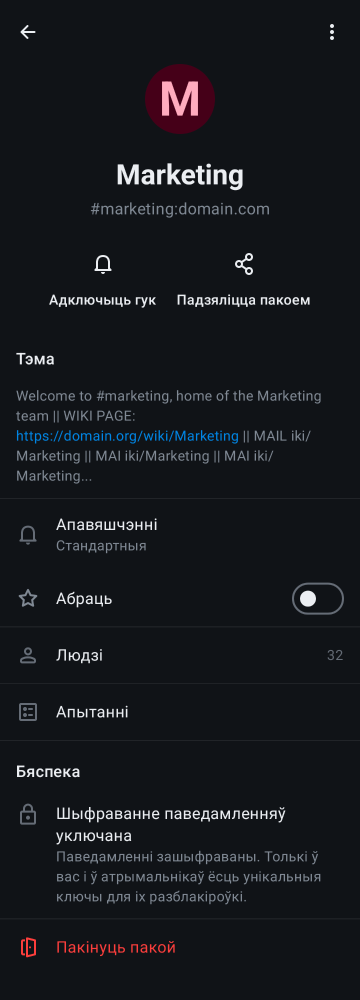 M
Marketing
#marketing:domain.com
Адключыць гук
Падзяліцца пакоем
Тэма
Welcome to #marketing, home of the Marketing
team || WIKI PAGE:
https://domain.org/wiki/Marketing || MAIL iki/
Marketing || MAI iki/Marketing || MAI iki/
Marketing...
Апавяшчэнні
Стандартныя
Абраць
Людзі
32
Апытанні
Бяспека
Шыфраванне паведамленняў
уключана
Паведамленні зашыфраваны. Толькі ў
вас і ў атрымальнікаў ёсць унікальныя
ключы для іх разблакіроўкі.
Пакінуць пакой